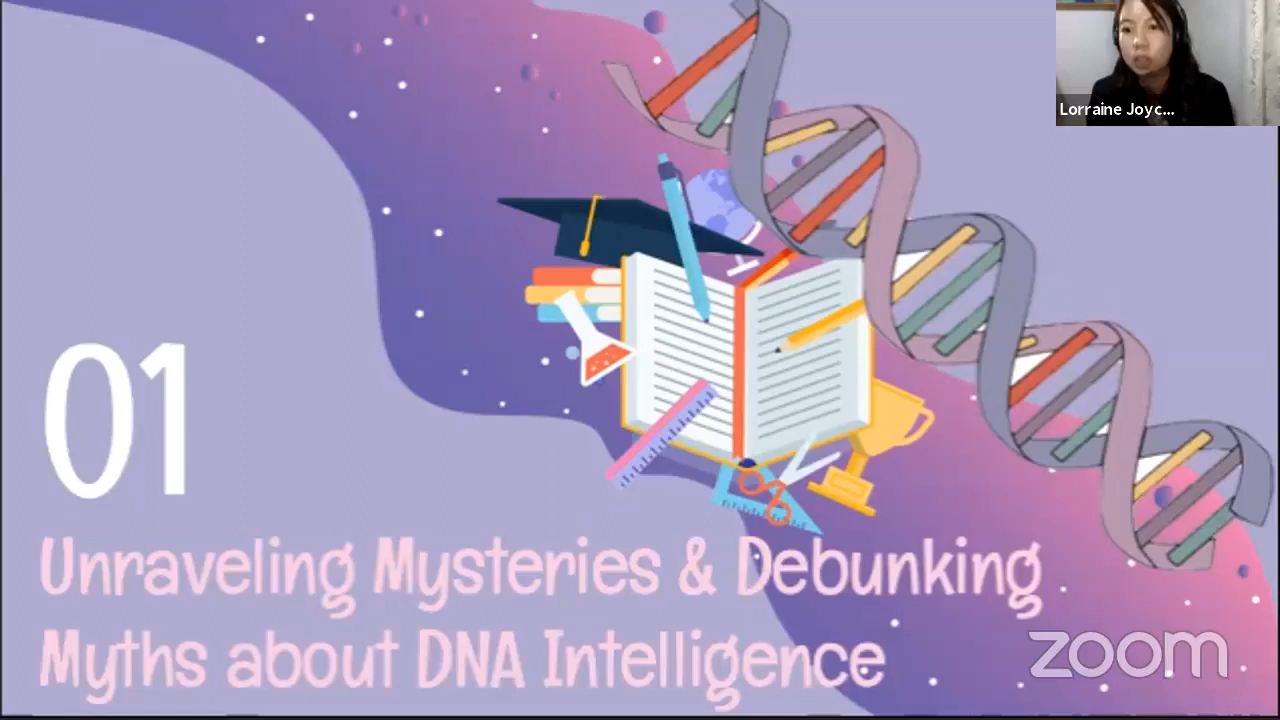 Lorraine Joyc...
01
Unraveling Mysteries & Debunking
Myths about DNA Intelligence
zoom